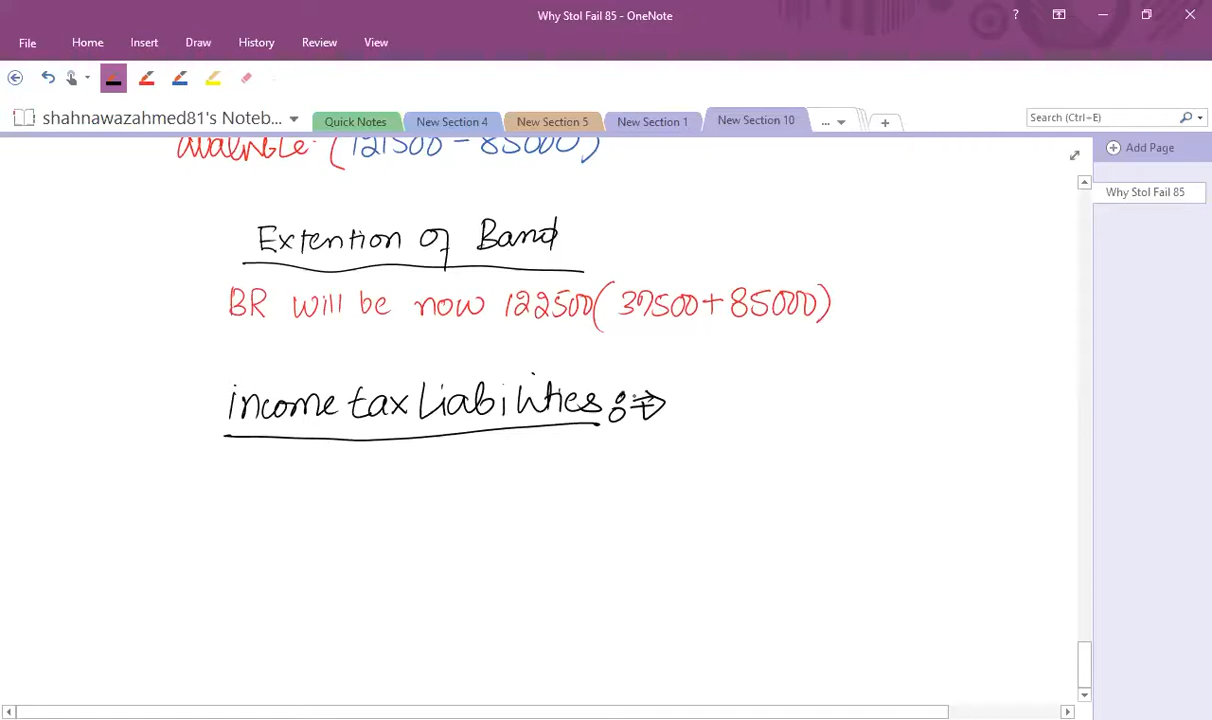 Why Stol Fail 85 - OneNote
?
File Home Insert Draw History Review View
shahnawazahmed81's Noteb... Quick Notes New Section 4 New Section 5 New Section 1 New Section 10 ... Search (Ctrl+E)
Add Page
Why Stol Fail 85
available. (121500 - 85000)
Extention of Band
BR will be now 122500 (37500 + 85000)
income tax Liabilities :⇒